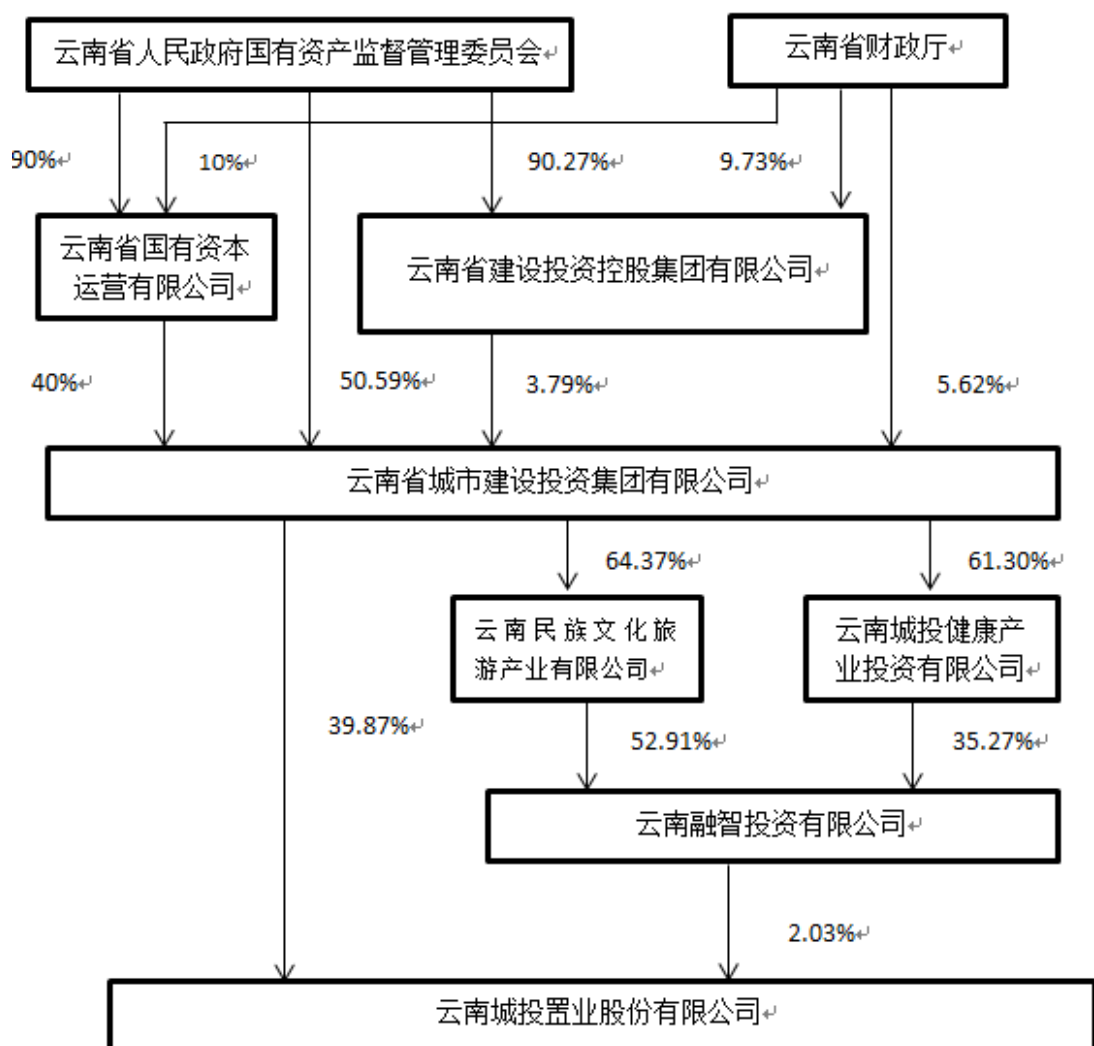 云南省人民政府国有资产监督管理委员会↵
云南省财政厅↵
90%↵
10%↵
90.27%↵
9.73%↵
云南省国有资本
运营有限公司↵
云南省建设投资控股集团有限公司↵
40%↵
50.59%↵
3.79%↵
5.62%↵
云南省城市建设投资集团有限公司↵
64.37%↵
61.30%↵
云南民族文化旅
游产业有限公司↵
云南城投健康产
业投资有限公司↵
39.87%↵
52.91%↵
35.27%↵
云南融智投资有限公司↵
2.03%↵
云南城投置业股份有限公司↵